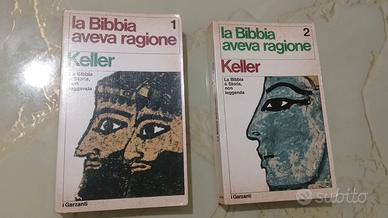 la Bibbia 1
aveva ragione
Keller
La Bibbia
è Storia,
non
leggenda
i Garzanti
la Bibbia 2
aveva ragione
Keller
La Bibbia
è Storia,
non
leggenda
i Garzanti
subito